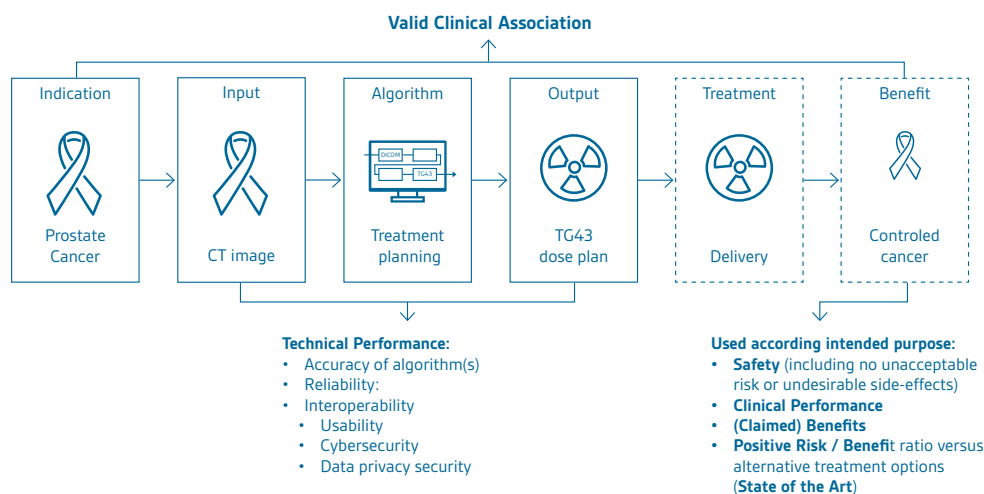 Valid Clinical Association
Indication
Input
Algorithm
Output
Treatment
Benefit
DICOM
TG43
Prostate
Cancer
CT image
Treatment
planning
TG43
dose plan
Delivery
Controled
cancer
Technical Performance:
• Accuracy of algorithm(s)
• Reliability:
• Interoperability
• Usability
• Cybersecurity
• Data privacy security
Used according intended purpose:
• Safety (including no unacceptable
risk or undesirable side-effects)
• Clinical Performance
• (Claimed) Benefits
• Positive Risk / Benefit ratio versus
alternative treatment options
(State of the Art)